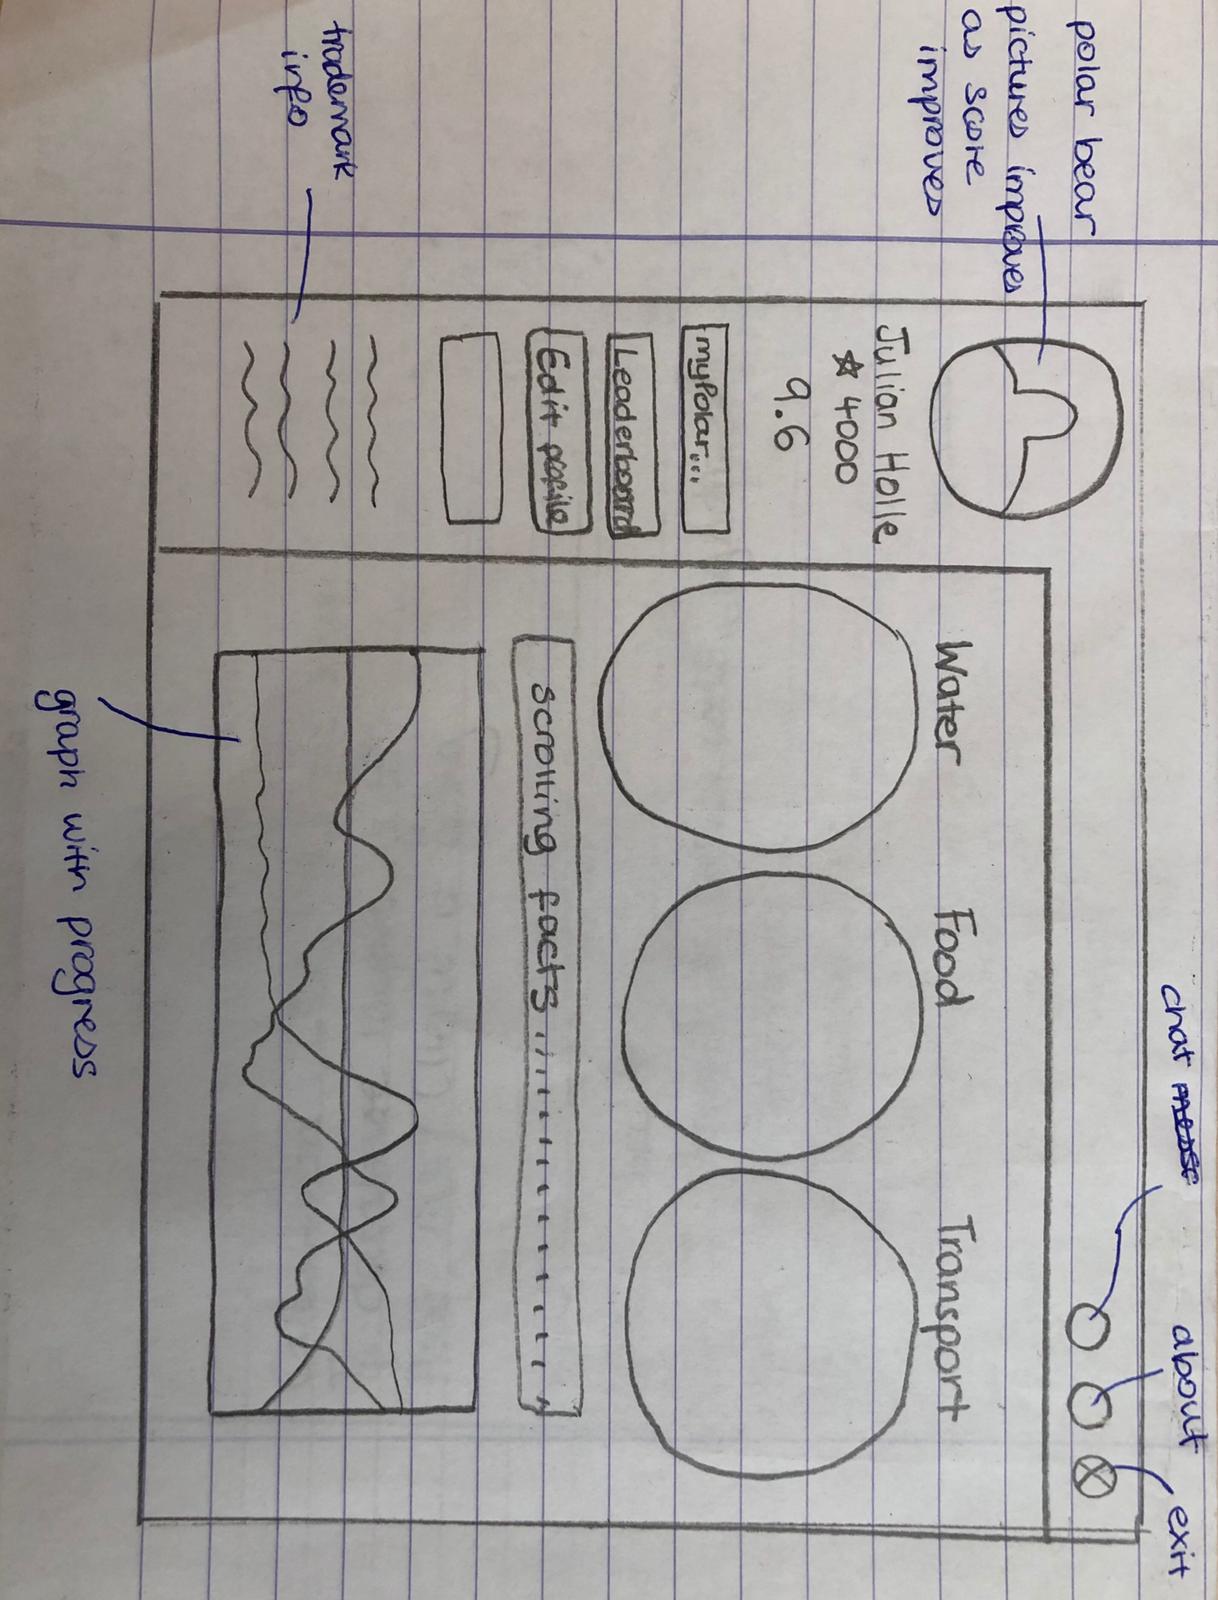 polar bear
pictures improves
as score
improves
trademark
info
chat
about
exit
Julian Holle
☆ 4000
9.6
myPolar...
Leaderboard
Edit profile
Water
Food
Transport
scrolling facts
graph with progress